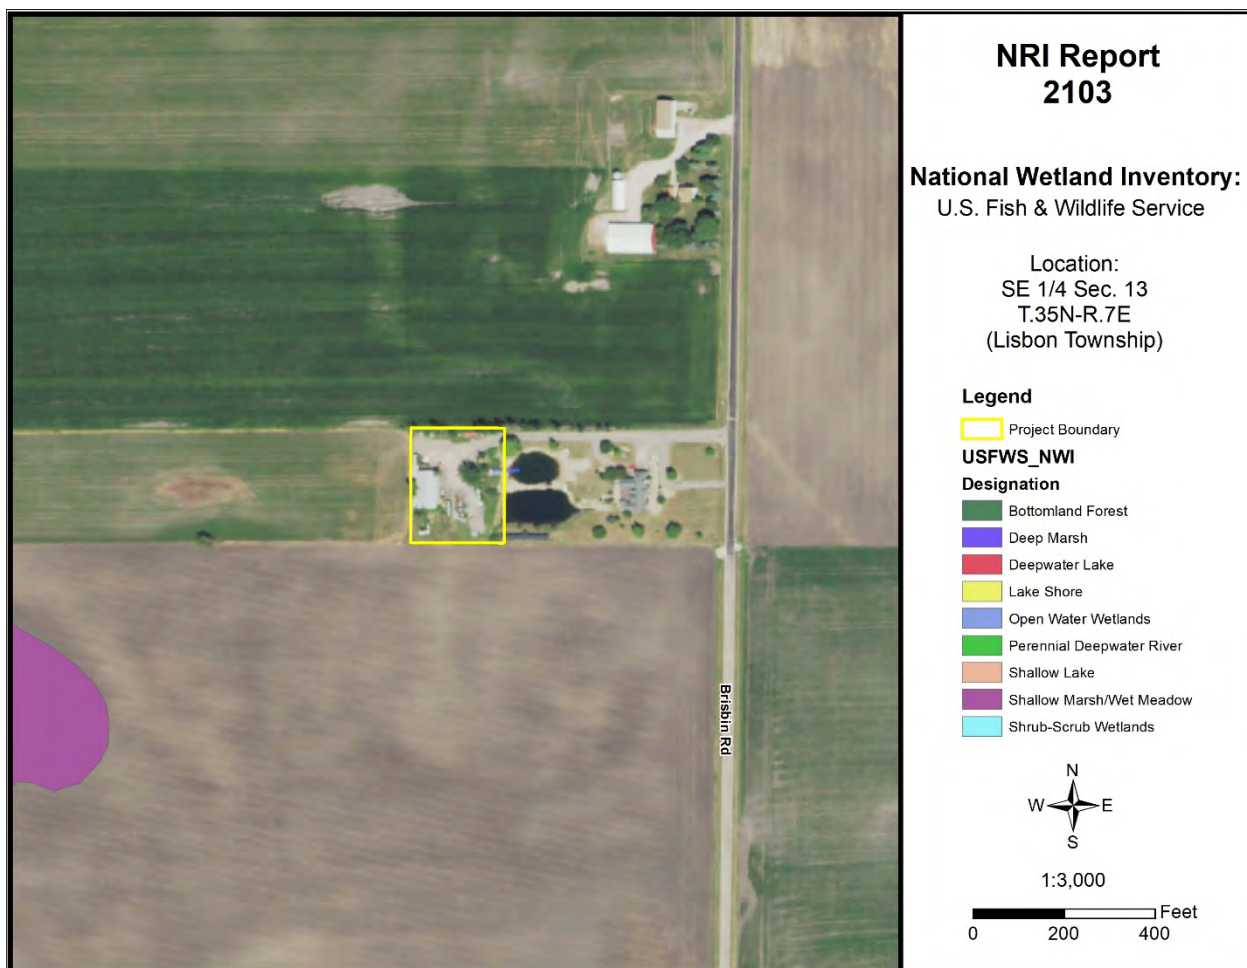 NRI Report
2103
National Wetland Inventory:
U.S. Fish & Wildlife Service
Location:
SE 1/4 Sec. 13
T.35N-R.7E
(Lisbon Township)
Legend
Project Boundary
USFWS_NWI
Designation
Bottomland Forest
Deep Marsh
Deepwater Lake
Lake Shore
Open Water Wetlands
Perennial Deepwater River
Shallow Lake
Shallow Marsh/Wet Meadow
Shrub-Scrub Wetlands
N
W E
S
1:3,000
Feet
0 200 400
Brisbin Rd